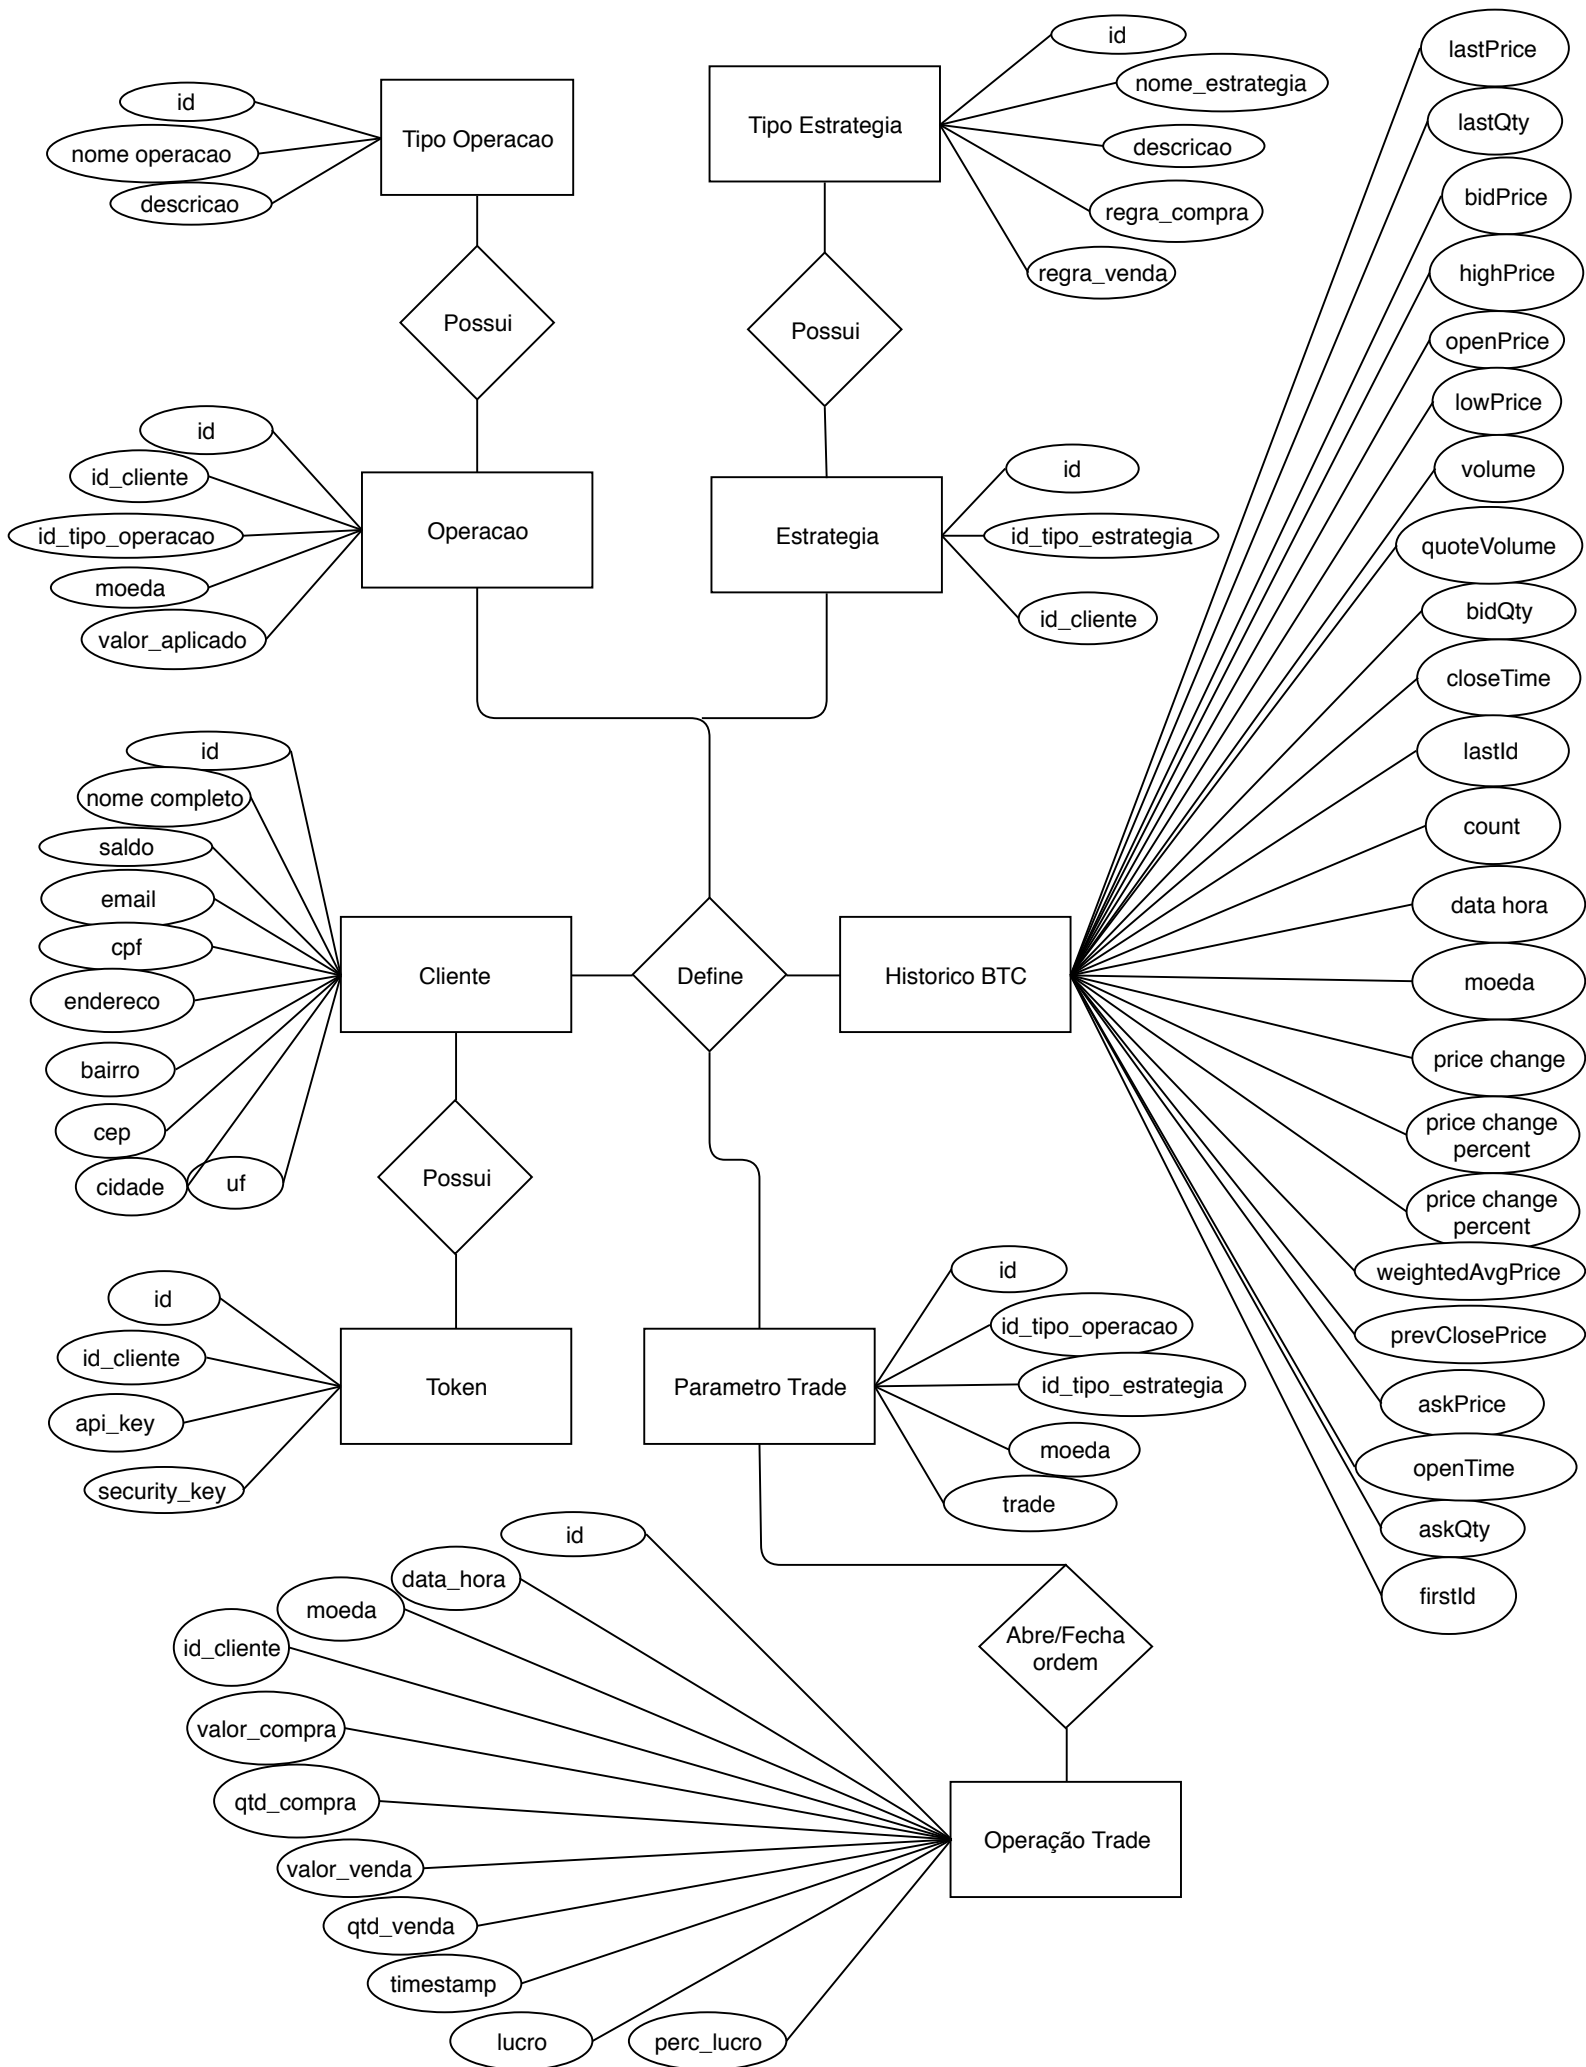 id
nome operacao
descricao
Tipo Operacao
Possui
Tipo Estrategia
id
nome_estrategia
descricao
regra_compra
regra_venda
Possui
id
id_cliente
id_tipo_operacao
moeda
valor_aplicado
Operacao
Estrategia
id
id_tipo_estrategia
id_cliente
id
nome completo
saldo
email
cpf
endereco
bairro
cep
cidade
uf
Cliente
Define
Historico BTC
lastPrice
lastQty
bidPrice
highPrice
openPrice
lowPrice
volume
quoteVolume
bidQty
closeTime
lastId
count
data hora
moeda
price change
price change
percent
price change
percent
weightedAvgPrice
prevClosePrice
askPrice
openTime
askQty
firstId
Possui
id
id_cliente
api_key
security_key
Token
Parametro Trade
id
id_tipo_operacao
id_tipo_estrategia
moeda
trade
Abre/Fecha
ordem
id
data_hora
moeda
id_cliente
valor_compra
qtd_compra
valor_venda
qtd_venda
timestamp
lucro
perc_lucro
Operação Trade